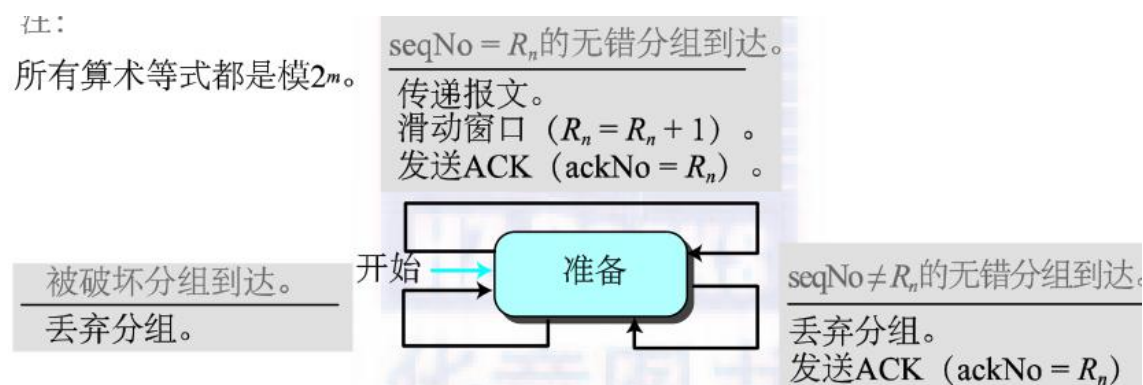 注：
所有算术等式都是模2ᵐ。
seqNo = Rₙ的无错分组到达。
传递报文。
滑动窗口（Rₙ = Rₙ + 1）。
发送ACK（ackNo = Rₙ）。
开始
准备
被破坏分组到达。
丢弃分组。
seqNo ≠ Rₙ的无错分组到达。
丢弃分组。
发送ACK（ackNo = Rₙ）